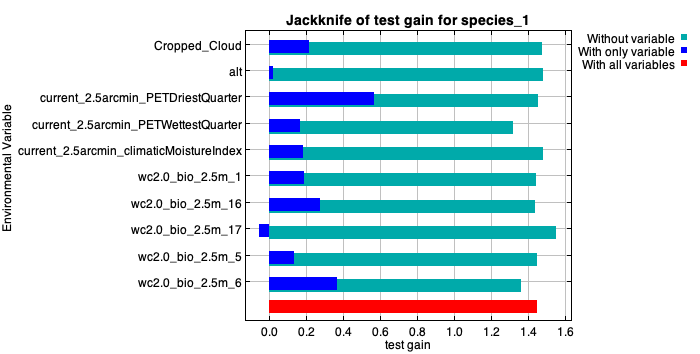 Jackknife of test gain for species_1
Without variable
With only variable
With all variables
Environmental Variable
Cropped_Cloud
alt
current_2.5arcmin_PETDriestQuarter
current_2.5arcmin_PETWettestQuarter
current_2.5arcmin_climaticMoistureIndex
wc2.0_bio_2.5m_1
wc2.0_bio_2.5m_16
wc2.0_bio_2.5m_17
wc2.0_bio_2.5m_5
wc2.0_bio_2.5m_6
0.0 0.2 0.4 0.6 0.8 1.0 1.2 1.4 1.6
test gain